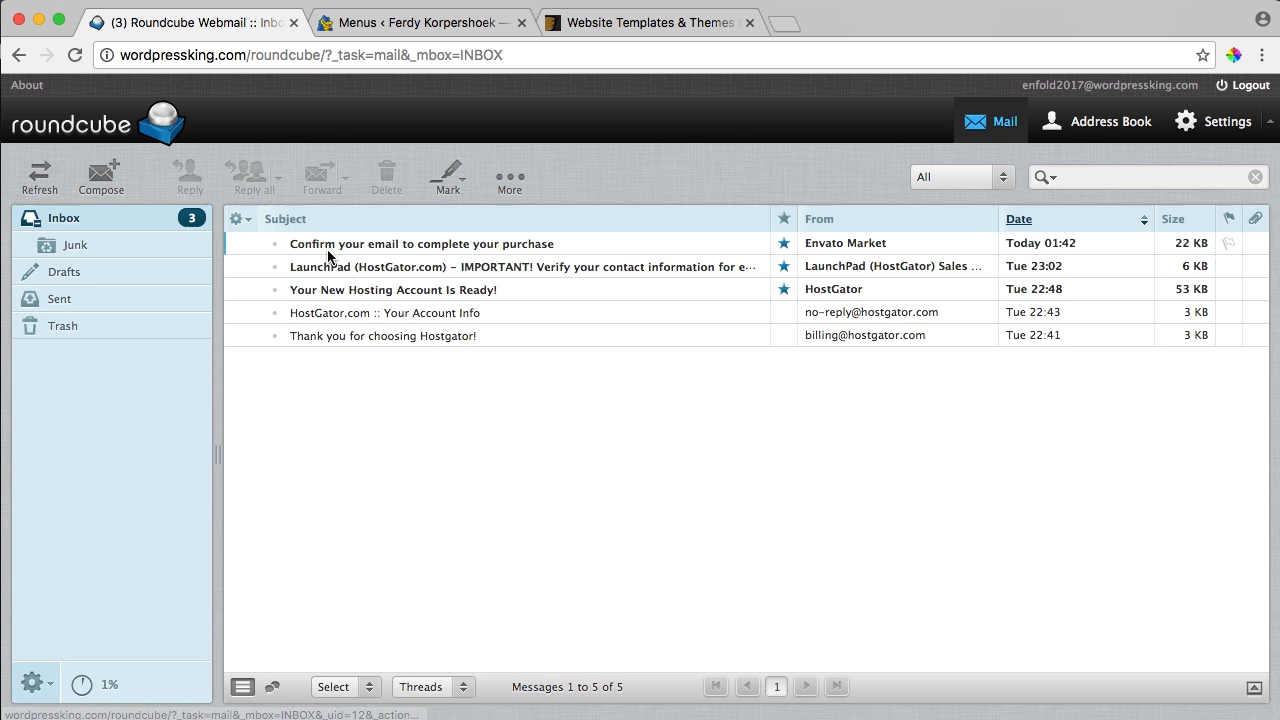 (3) Roundcube Webmail :: Inbo
Menus ‹ Ferdy Korpershoek —
Website Templates & Themes
wordpressking.com/roundcube/?_task=mail&_mbox=INBOX
About
enfold2017@wordpressking.com
Logout
roundcube
Mail
Address Book
Settings
Refresh
Compose
Reply
Reply all
Forward
Delete
Mark
More
All
Inbox
3
Junk
Drafts
Sent
Trash
Subject
From
Date
Size
Confirm your email to complete your purchase
Envato Market
Today 01:42
22 KB
LaunchPad (HostGator.com) – IMPORTANT! Verify your contact information for e···
LaunchPad (HostGator) Sales ...
Tue 23:02
6 KB
Your New Hosting Account Is Ready!
HostGator
Tue 22:48
53 KB
HostGator.com :: Your Account Info
no-reply@hostgator.com
Tue 22:43
3 KB
Thank you for choosing Hostgator!
billing@hostgator.com
Tue 22:41
3 KB
1%
Select
Threads
Messages 1 to 5 of 5
1
wordpressking.com/roundcube/?_task=mail&_mbox=INBOX&_uid=12&_action...